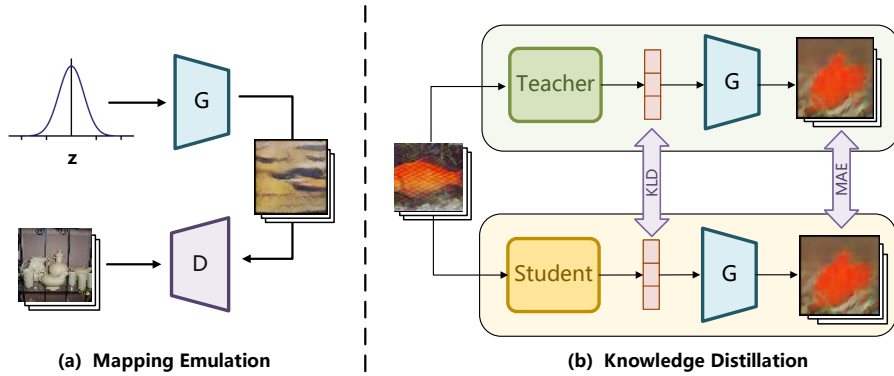 G
z
D
(a) Mapping Emulation
Teacher
G
KLD
MAE
Student
G
(b) Knowledge Distillation